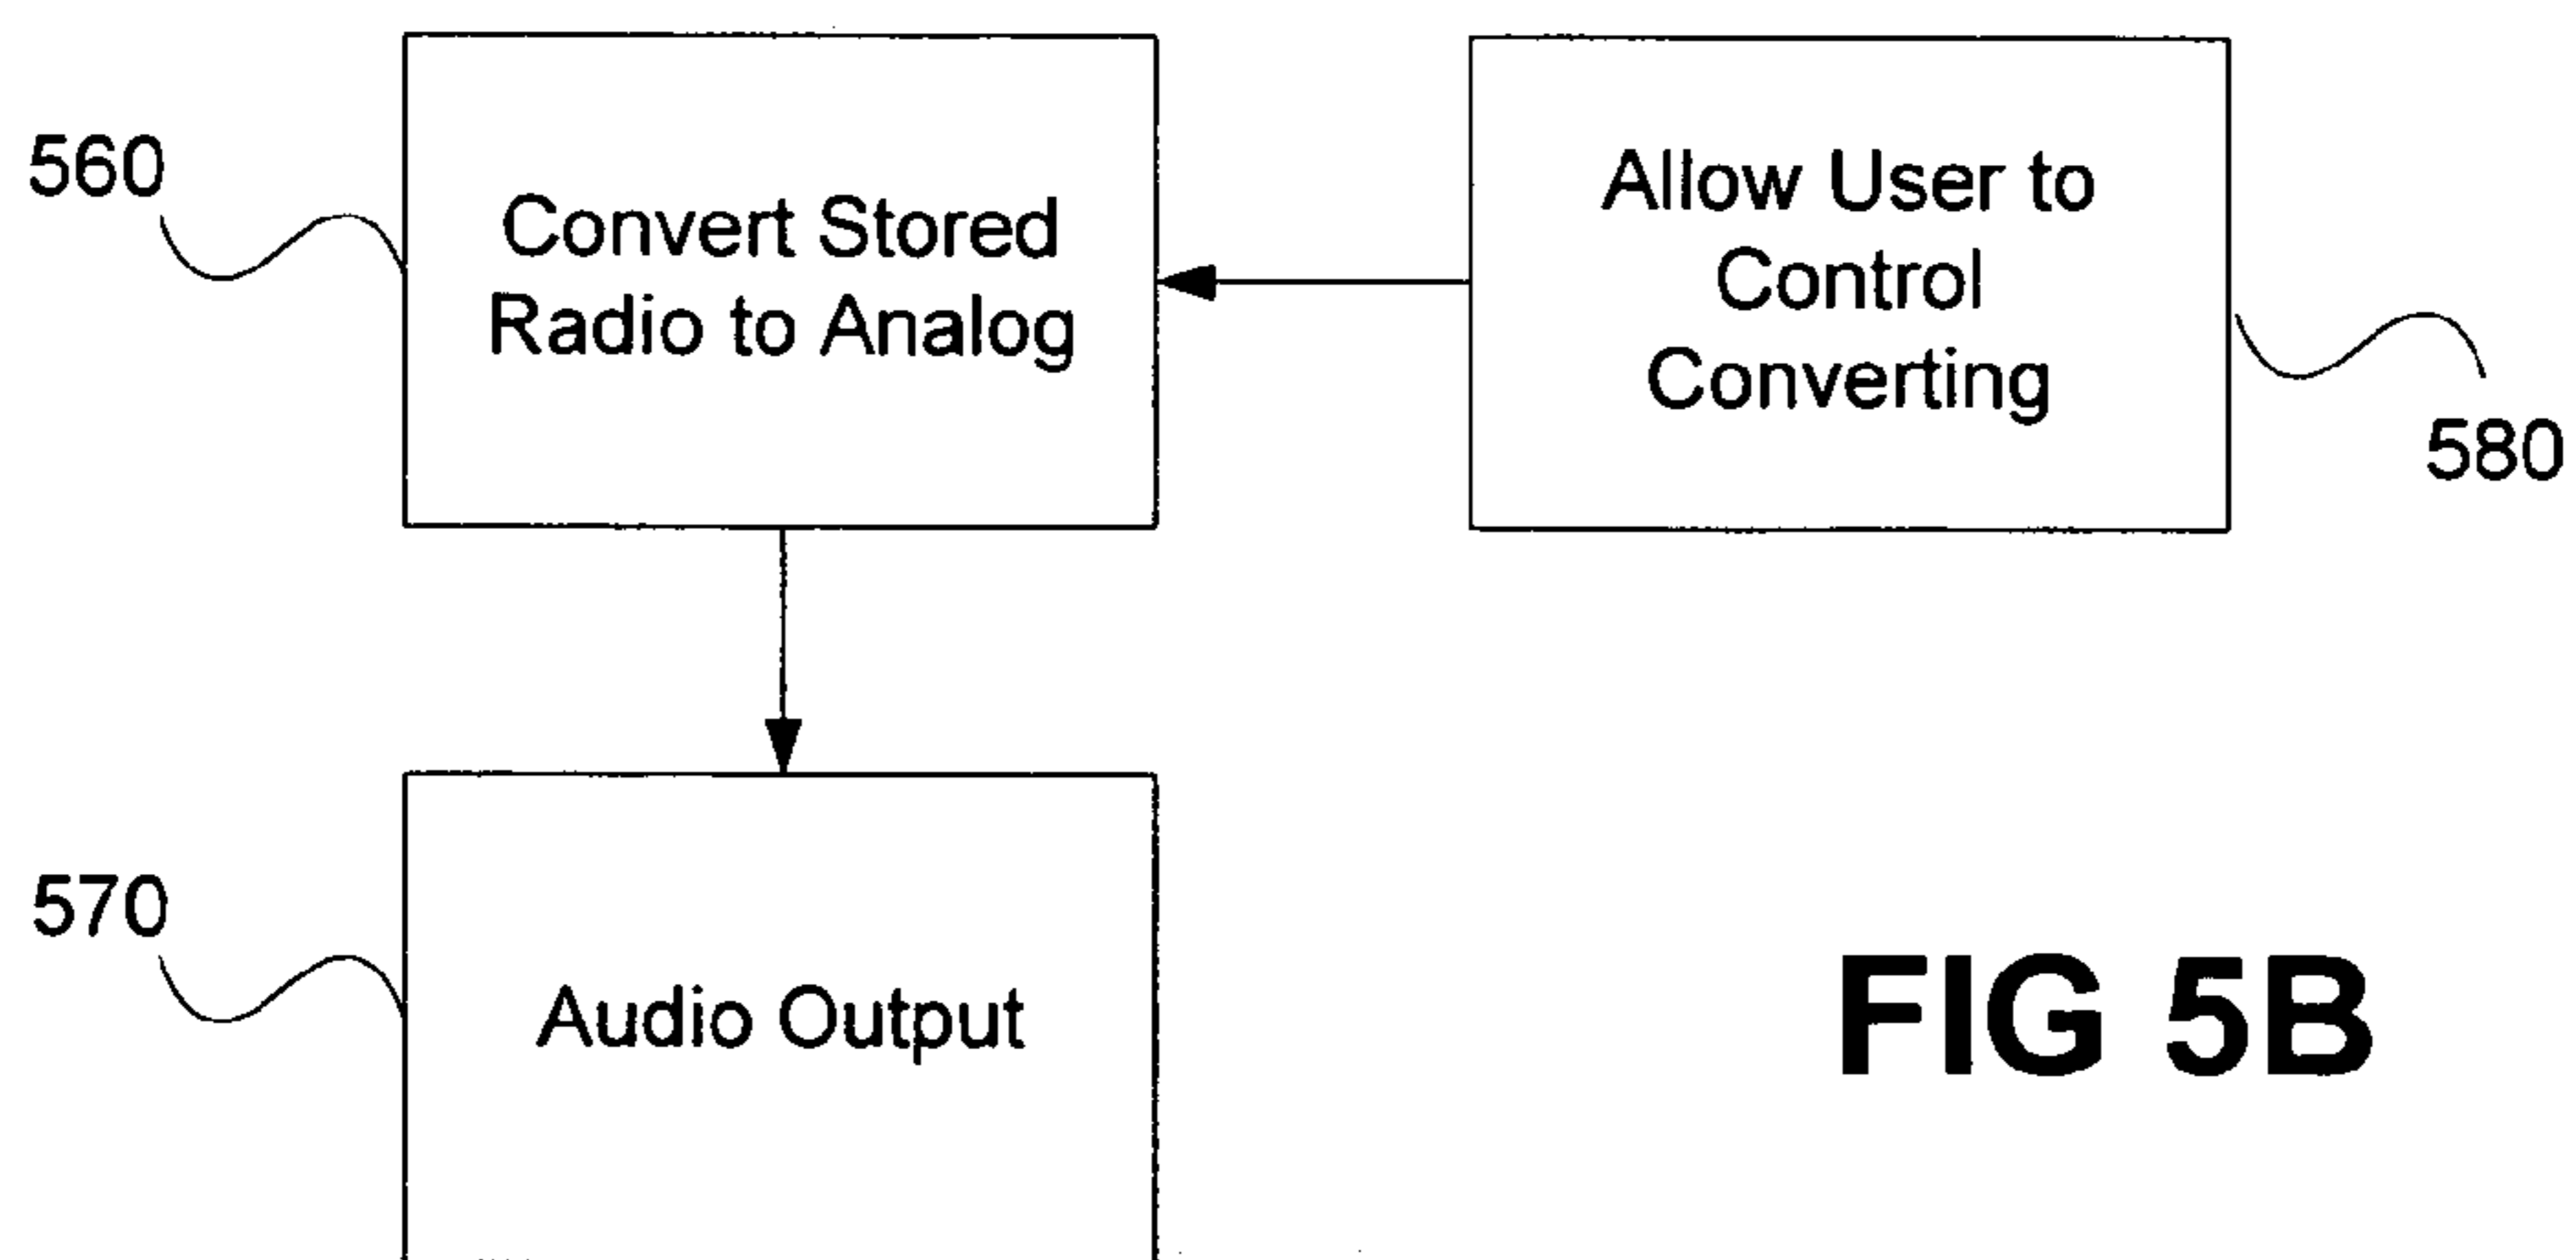 560
Convert Stored
Radio to Analog
Allow User to
Control
Converting
580
570
Audio Output
FIG 5B